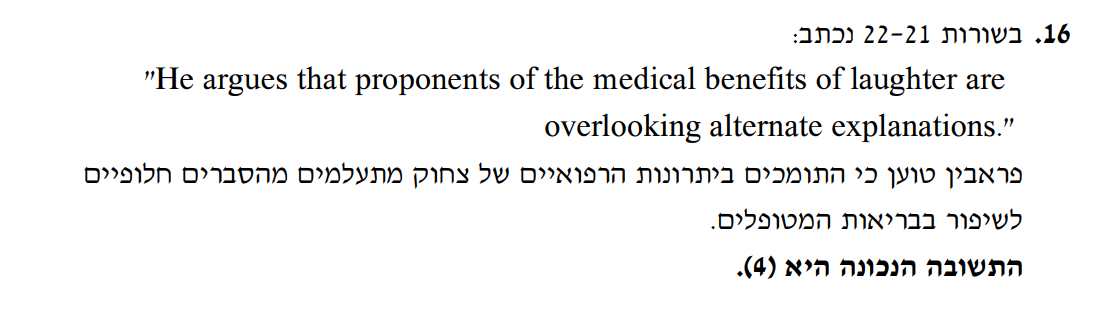 16. בשורות 21–22 נכתב:
"He argues that proponents of the medical benefits of laughter are
overlooking alternate explanations."
פראבין טוען כי התומכים ביתרונות הרפואיים של צחוק מתעלמים מהסברים חלופיים
לשיפור בבריאות המטופלים.
התשובה הנכונה היא (4).